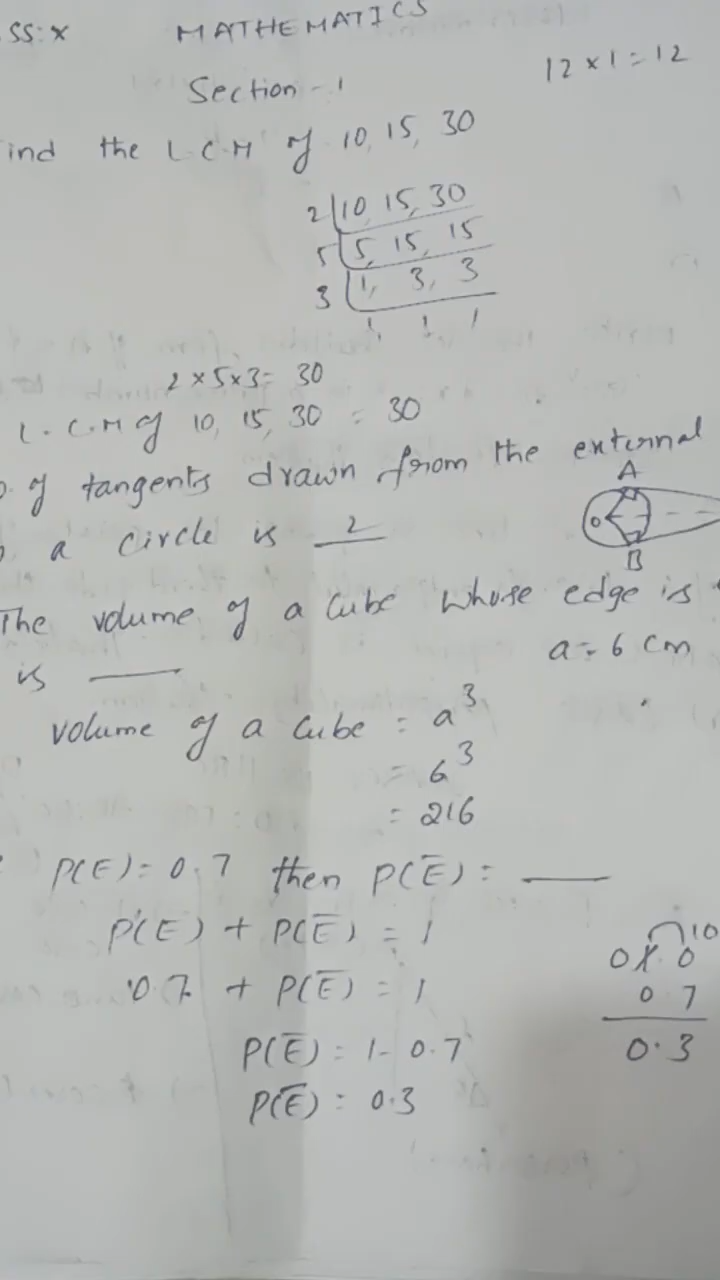 SS: X MATHEMATICS
Section - 1 12 × 1 = 12
ind the L C M of 10, 15, 30
2 | 10, 15, 30
5 | 5, 15, 15
3 | 1, 3, 3
1, 1, 1
2 × 5 × 3 = 30
L. C. M of 10, 15, 30 = 30
of tangents drawn from the external
a circle is 2
A
O
B
The volume of a Cube whose edge is
is ____ a = 6 cm
volume of a Cube = a³
= 6³
= 216
P(E) = 0.7 then P(E̅) = ____
P(E) + P(E̅) = 1
0.7 + P(E̅) = 1
P(E̅) = 1 - 0.7
P(E̅) = 0.3
10
0 1. 0
0 7
0.3